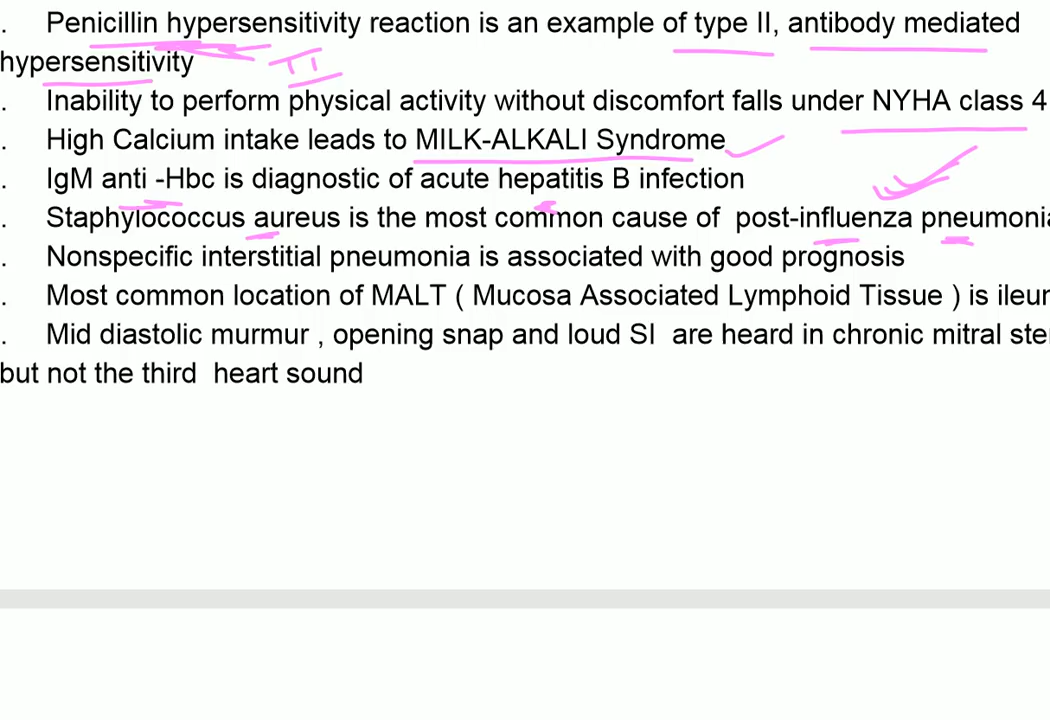 . Penicillin hypersensitivity reaction is an example of type II, antibody mediated
hypersensitivity
. Inability to perform physical activity without discomfort falls under NYHA class 4
. High Calcium intake leads to MILK-ALKALI Syndrome
. IgM anti -Hbc is diagnostic of acute hepatitis B infection
. Staphylococcus aureus is the most common cause of post-influenza pneumonia
. Nonspecific interstitial pneumonia is associated with good prognosis
. Most common location of MALT ( Mucosa Associated Lymphoid Tissue ) is
. Mid diastolic murmur , opening snap and loud SI are heard in chronic mitral
but not the third heart sound